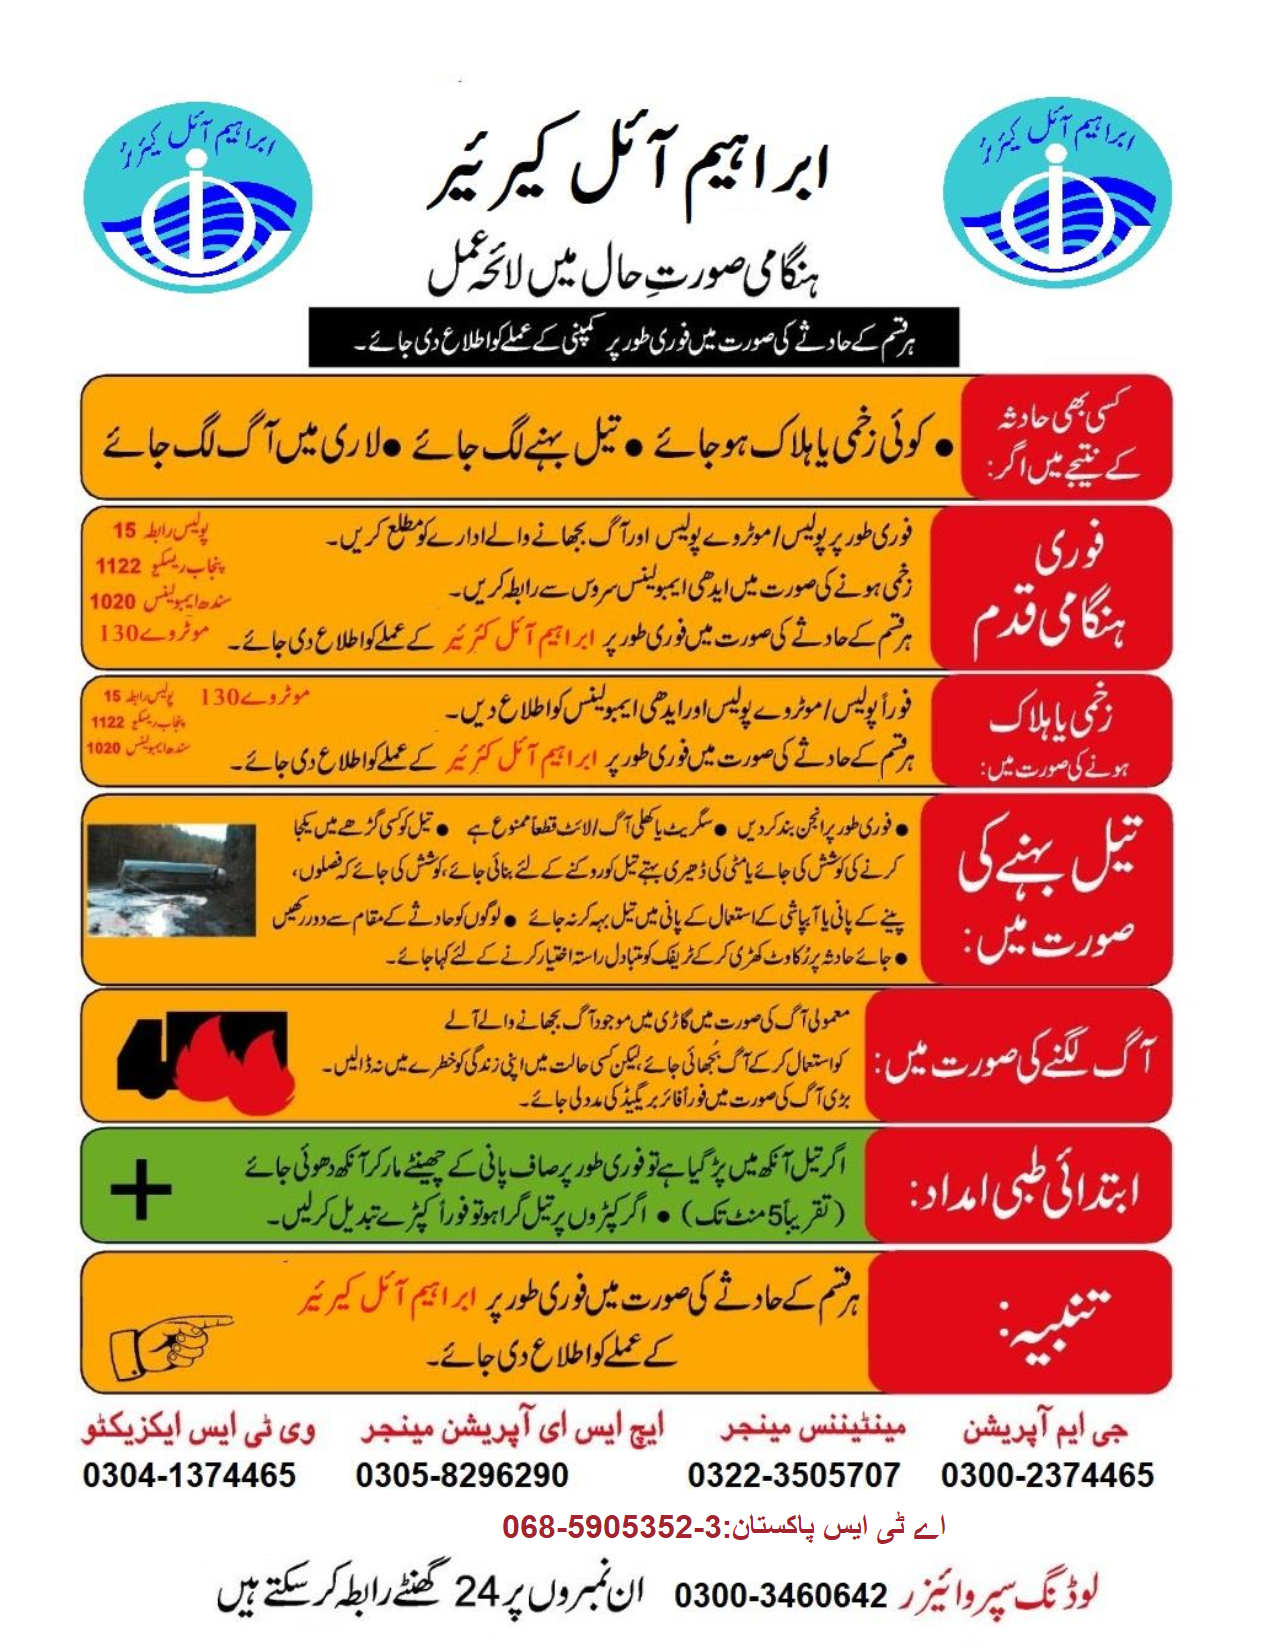 ابراہیم آئل کیرئیر
ابراہیم آئل کیرئیر
ابراہیم آئل کیرئیر
ہنگامی صورتِ حال میں لائحہ عمل
ہر قسم کے حادثے کی صورت میں فوری طور پر کمپنی کے عملے کو اطلاع دی جائے۔
کسی بھی حادثہ
کے نتیجے میں اگر:
• کوئی زخمی یا ہلاک ہو جائے • تیل بہنے لگ جائے • لاری میں آگ لگ جائے
فوری
ہنگامی قدم
فوری طور پر پولیس/موٹروے پولیس اور آگ بجھانے والے ادارے کو مطلع کریں۔
زخمی ہونے کی صورت میں ایدھی ایمبولینس سروس سے رابطہ کریں۔
ہر قسم کے حادثے کی صورت میں فوری طور پر ابراہیم آئل کئرئیر کے عملے کو اطلاع دی جائے۔
پولیس رابطہ 15
پنجاب ریسکیو 1122
سندھ ایمبولینس 1020
موٹروے 130
زخمی یا ہلاک
ہونے کی صورت میں:
فوراً پولیس/موٹروے پولیس اور ایدھی ایمبولینس کو اطلاع دیں۔
ہر قسم کے حادثے کی صورت میں فوری طور پر ابراہیم آئل کئرئیر کے عملے کو اطلاع دی جائے۔
موٹروے 130 پولیس رابطہ 15
پنجاب ریسکیو 1122
سندھ ایمبولینس 1020
تیل بہنے کی
صورت میں:
• فوری طور پر انجن بند کر دیں • سگریٹ یا کھلی آگ/لائٹ قطعاً ممنوع ہے • تیل کو کسی گڑھے میں یکجا
کرنے کی کوشش کی جائے یا مٹی کی ڈھیری بہتے تیل کو روکنے کے لئے بنائی جائے، کوشش کی جائے کہ فصلوں،
پینے کے پانی یا آبپاشی کے استعمال کے پانی میں تیل بہہ کر نہ جائے • لوگوں کو حادثے کے مقام سے دور رکھیں
• جائے حادثہ پر رُکاوٹ کھڑی کر کے ٹریفک کو متبادل راستہ اختیار کرنے کے لئے کہا جائے۔
آگ لگنے کی صورت میں:
معمولی آگ کی صورت میں گاڑی میں موجود آگ بجھانے والے آلے
کو استعمال کر کے آگ بُجھائی جائے، لیکن کسی حالت میں اپنی زندگی کو خطرے میں نہ ڈالیں۔
بڑی آگ کی صورت میں فوراً فائر بریگیڈ کی مدد لی جائے۔
ابتدائی طبی امداد:
اگر تیل آنکھ میں پڑ گیا ہے تو فوری طور پر صاف پانی کے چھینٹے مار کر آنکھ دھوئی جائے
(تقریباً 5 منٹ تک) • اگر کپڑوں پر تیل گرا ہو تو فوراً کپڑے تبدیل کر لیں۔
تنبیہ:
ہر قسم کے حادثے کی صورت میں فوری طور پر ابراہیم آئل کیرئیر
کے عملے کو اطلاع دی جائے۔
جی ایم آپریشن مینٹیننس مینجر ایچ ایس ای آپریشن مینجر وی ٹی ایس ایکزیکٹو
0300-2374465 0322-3505707 0305-8296290 0304-1374465
اے ٹی ایس پاکستان:3-5905352-068
لوڈنگ سپروائیزر 0300-3460642 ان نمبروں پر 24 گھنٹے رابطہ کر سکتے ہیں